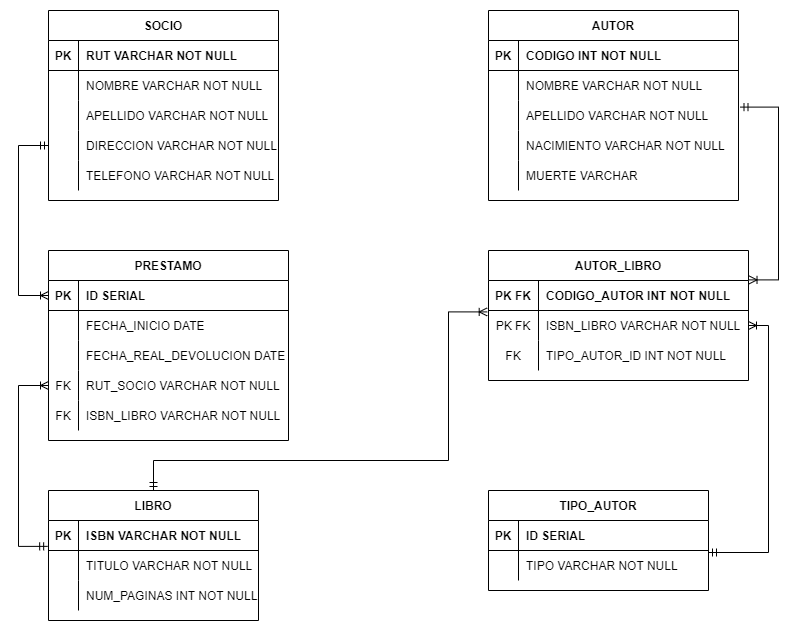 SOCIO
PK RUT VARCHAR NOT NULL
NOMBRE VARCHAR NOT NULL
APELLIDO VARCHAR NOT NULL
DIRECCION VARCHAR NOT NULL
TELEFONO VARCHAR NOT NULL
AUTOR
PK CODIGO INT NOT NULL
NOMBRE VARCHAR NOT NULL
APELLIDO VARCHAR NOT NULL
NACIMIENTO VARCHAR NOT NULL
MUERTE VARCHAR
PRESTAMO
PK ID SERIAL
FECHA_INICIO DATE
FECHA_REAL_DEVOLUCION DATE
FK RUT_SOCIO VARCHAR NOT NULL
FK ISBN_LIBRO VARCHAR NOT NULL
AUTOR_LIBRO
PK FK CODIGO_AUTOR INT NOT NULL
PK FK ISBN_LIBRO VARCHAR NOT NULL
FK TIPO_AUTOR_ID INT NOT NULL
LIBRO
PK ISBN VARCHAR NOT NULL
TITULO VARCHAR NOT NULL
NUM_PAGINAS INT NOT NULL
TIPO_AUTOR
PK ID SERIAL
TIPO VARCHAR NOT NULL